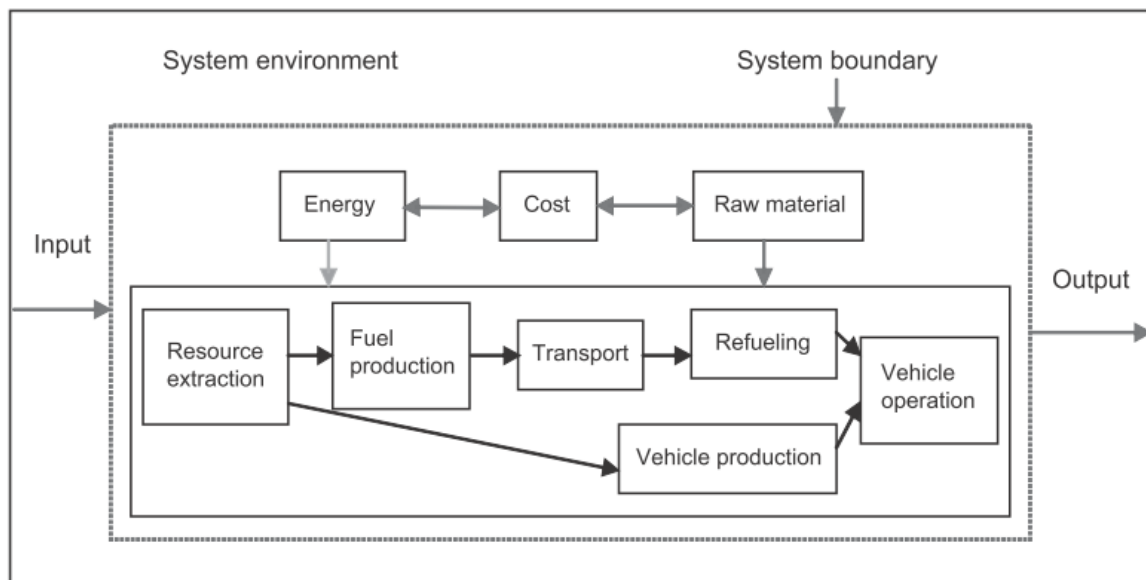 System environment
System boundary
Energy
Cost
Raw material
Input
Output
Resource
extraction
Fuel
production
Transport
Refueling
Vehicle
operation
Vehicle production